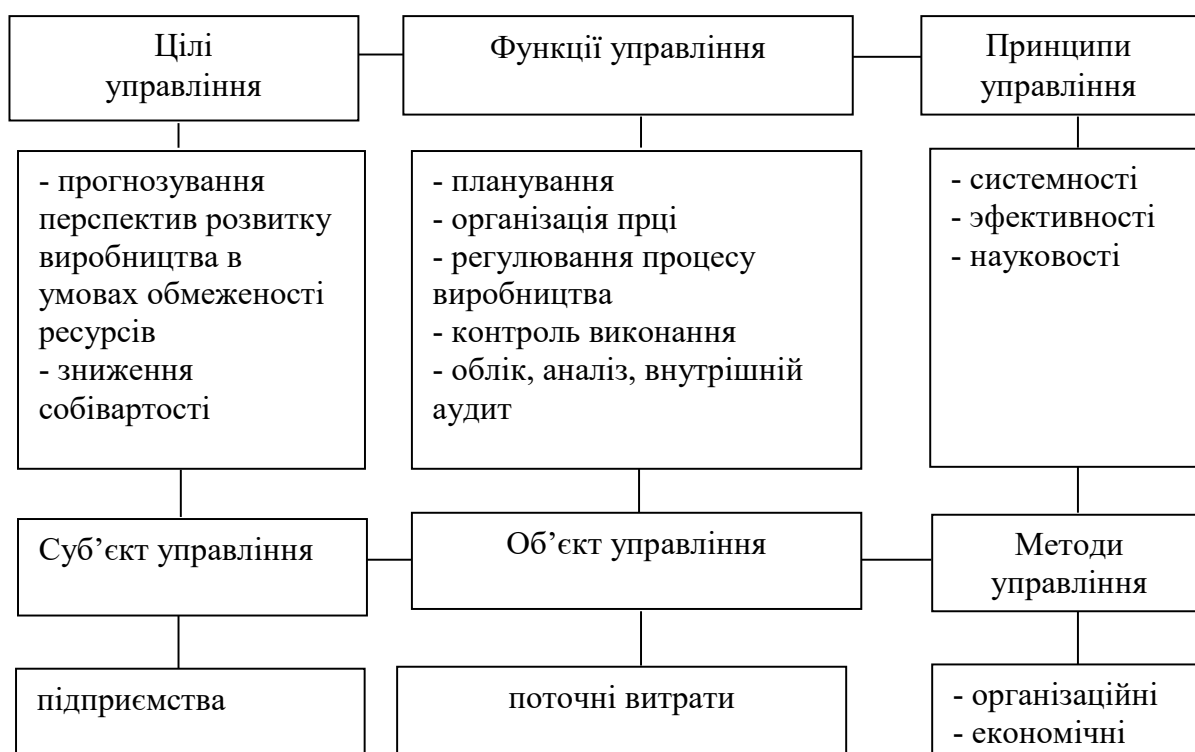 Цілі
управління
Функції управління
Принципи
управління
- прогнозування
перспектив розвитку
виробництва в
умовах обмеженості
ресурсів
- зниження
собівартості
- планування
- організація прці
- регулювання процесу
виробництва
- контроль виконання
- облік, аналіз, внутрішній
аудит
- системності
- эфективності
- науковості
Суб’єкт управління
Об’єкт управління
Методи
управління
підприємства
поточні витрати
- організаційні
- економічні